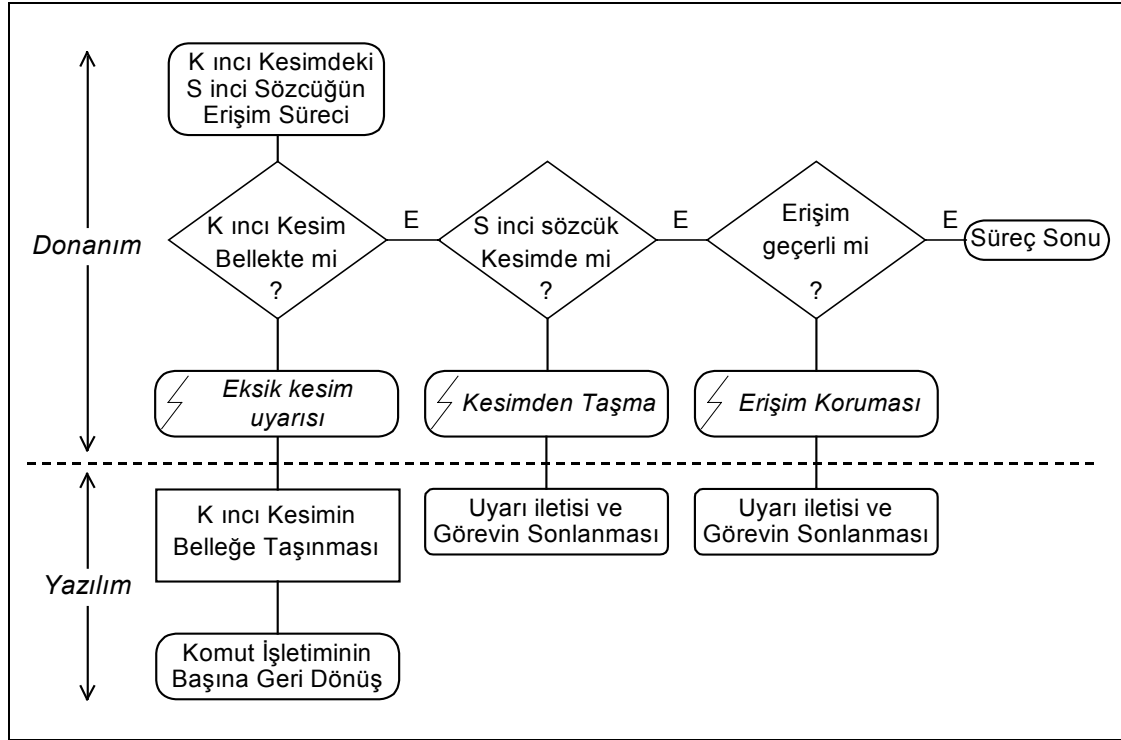 K ıncı Kesimdeki
S inci Sözcüğün
Erişim Süreci
Donanım
K ıncı Kesim
Bellekte mi
?
E
S inci sözcük
Kesimde mi
?
E
Erişim
geçerli mi
?
E
Süreç Sonu
Eksik kesim
uyarısı
Kesimden Taşma
Erişim Koruması
Yazılım
K ıncı Kesimin
Belleğe Taşınması
Uyarı iletisi ve
Görevin Sonlanması
Uyarı iletisi ve
Görevin Sonlanması
Komut İşletiminin
Başına Geri Dönüş